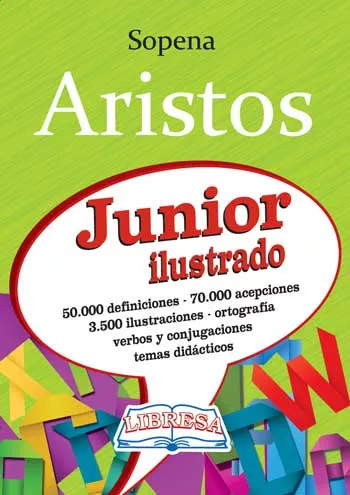 Sopena
Aristos
Junior
ilustrado
50.000 definiciones - 70.000 acepciones
3.500 ilustraciones - ortografía
verbos y conjugaciones
temas didácticos
LIBRESA